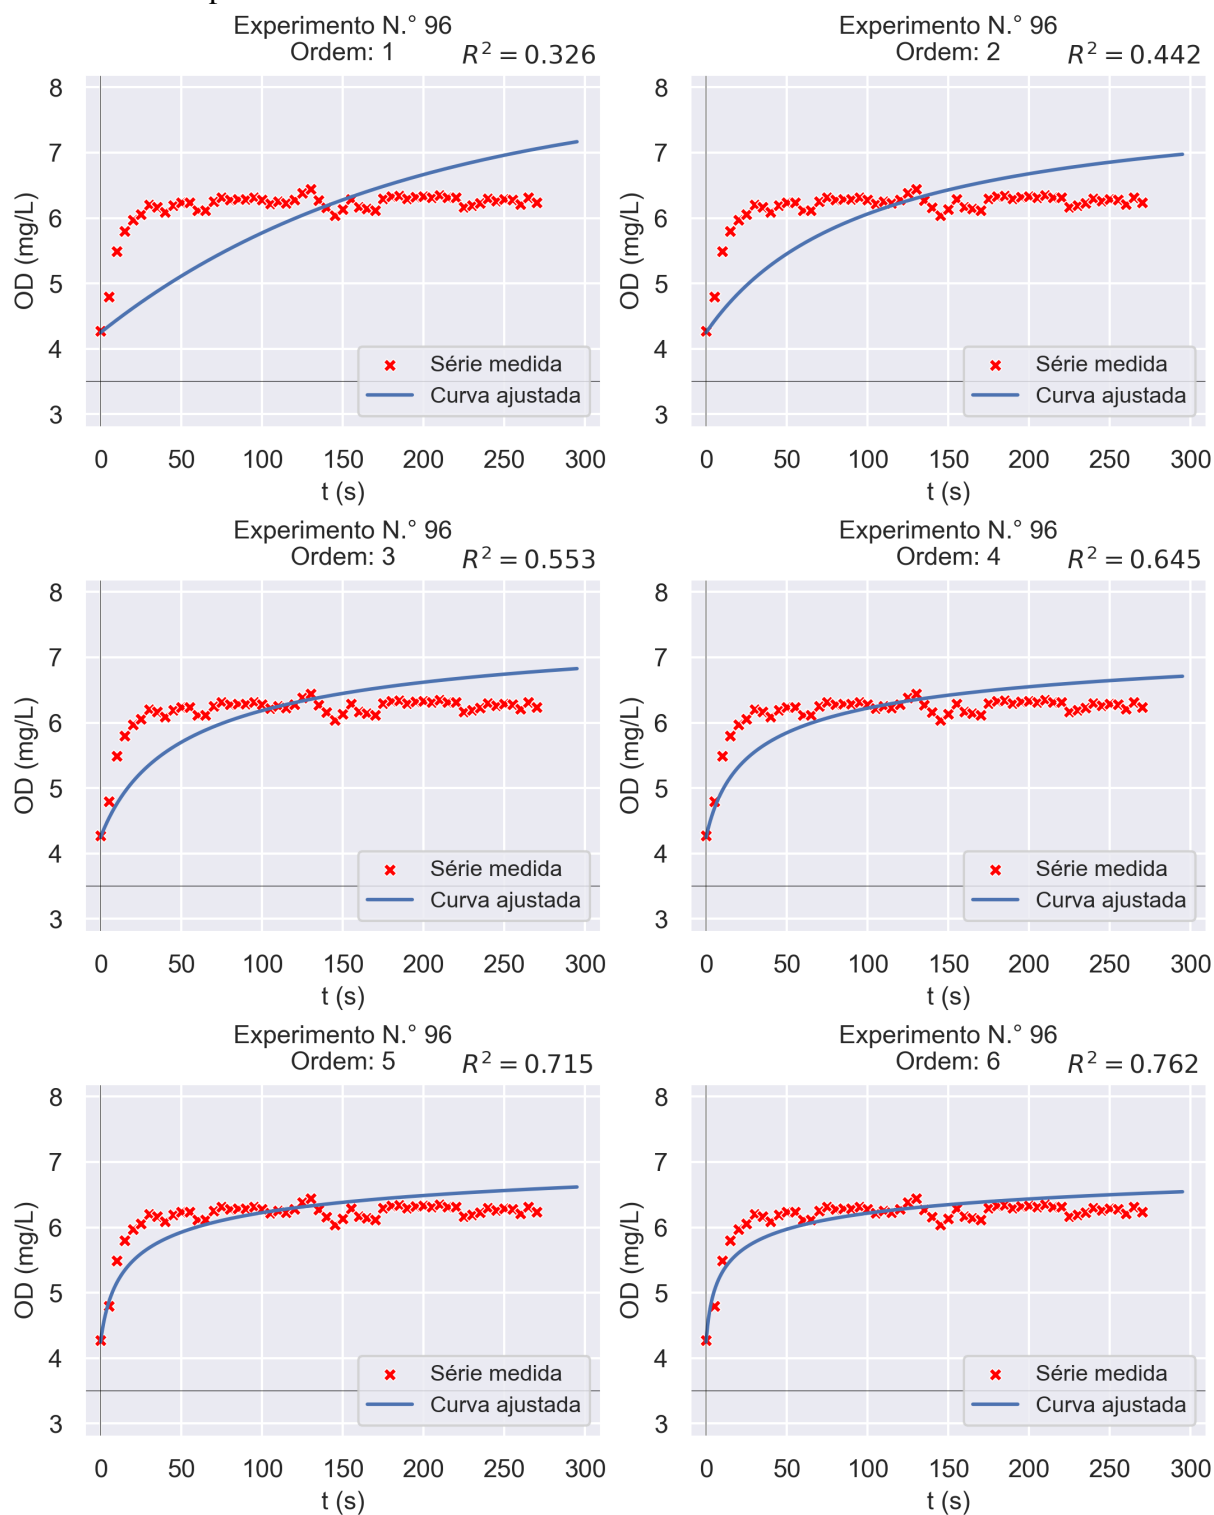 Experimento N.° 96
Ordem: 1 R² = 0.326
8
7
6
5
4
3
OD (mg/L)
Série medida
Curva ajustada
0 50 100 150 200 250 300
t (s)
Experimento N.° 96
Ordem: 2 R² = 0.442
8
7
6
5
4
3
OD (mg/L)
Série medida
Curva ajustada
0 50 100 150 200 250 300
t (s)
Experimento N.° 96
Ordem: 3 R² = 0.553
8
7
6
5
4
3
OD (mg/L)
Série medida
Curva ajustada
0 50 100 150 200 250 300
t (s)
Experimento N.° 96
Ordem: 4 R² = 0.645
8
7
6
5
4
3
OD (mg/L)
Série medida
Curva ajustada
0 50 100 150 200 250 300
t (s)
Experimento N.° 96
Ordem: 5 R² = 0.715
8
7
6
5
4
3
OD (mg/L)
Série medida
Curva ajustada
0 50 100 150 200 250 300
t (s)
Experimento N.° 96
Ordem: 6 R² = 0.762
8
7
6
5
4
3
OD (mg/L)
Série medida
Curva ajustada
0 50 100 150 200 250 300
t (s)